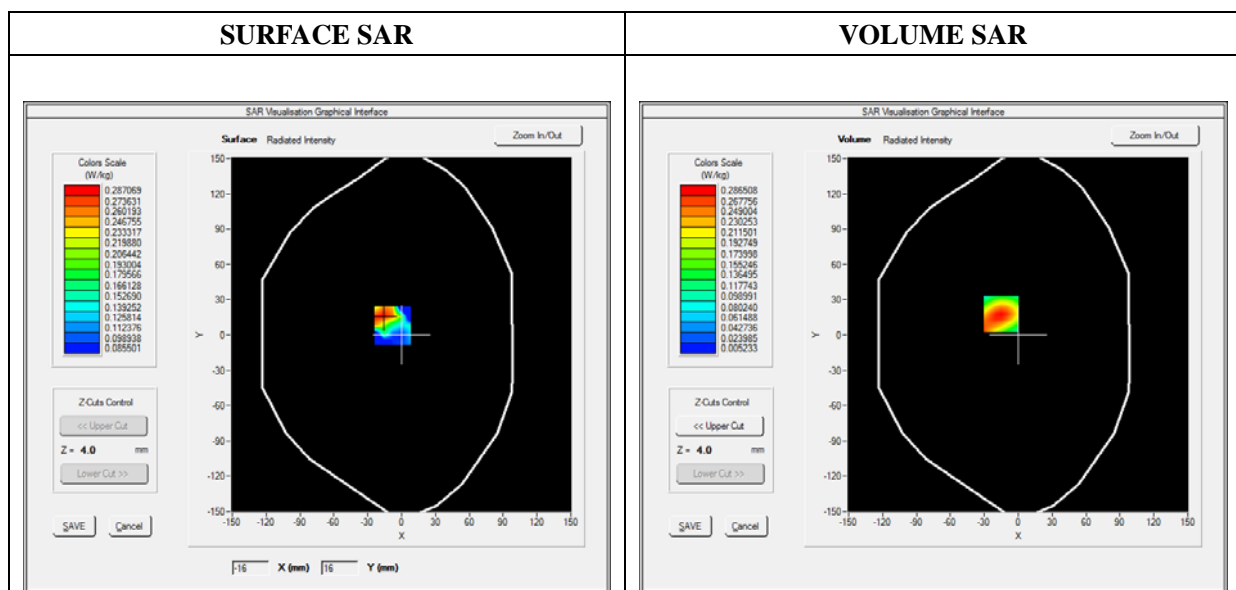 SURFACE SAR
VOLUME SAR
SAR Visualisation Graphical Interface
Surface Radiated Intensity
Zoom In/Out
Colors Scale
(W/kg)
0.287069
0.273631
0.260193
0.246755
0.233317
0.219880
0.206442
0.193004
0.179566
0.166128
0.152690
0.139252
0.125814
0.112376
0.098938
0.085501
Z-Cuts Control
<< Upper Cut
Z = 4.0 mm
Lower Cut >>
SAVE Cancel
150
120
90
60
30
0
-30
-60
-90
-120
-150
Y
-150 -120 -90 -60 -30 0 30 60 90 120 150
X
-16 X (mm) 16 Y (mm)
SAR Visualisation Graphical Interface
Volume Radiated Intensity
Zoom In/Out
Colors Scale
(W/kg)
0.286508
0.267756
0.249004
0.230253
0.211501
0.192749
0.173998
0.155246
0.136495
0.117743
0.098991
0.080240
0.061488
0.042736
0.023985
0.005233
Z-Cuts Control
<< Upper Cut
Z = 4.0 mm
Lower Cut >>
SAVE Cancel
150
120
90
60
30
0
-30
-60
-90
-120
-150
Y
-150 -120 -90 -60 -30 0 30 60 90 120 150
X